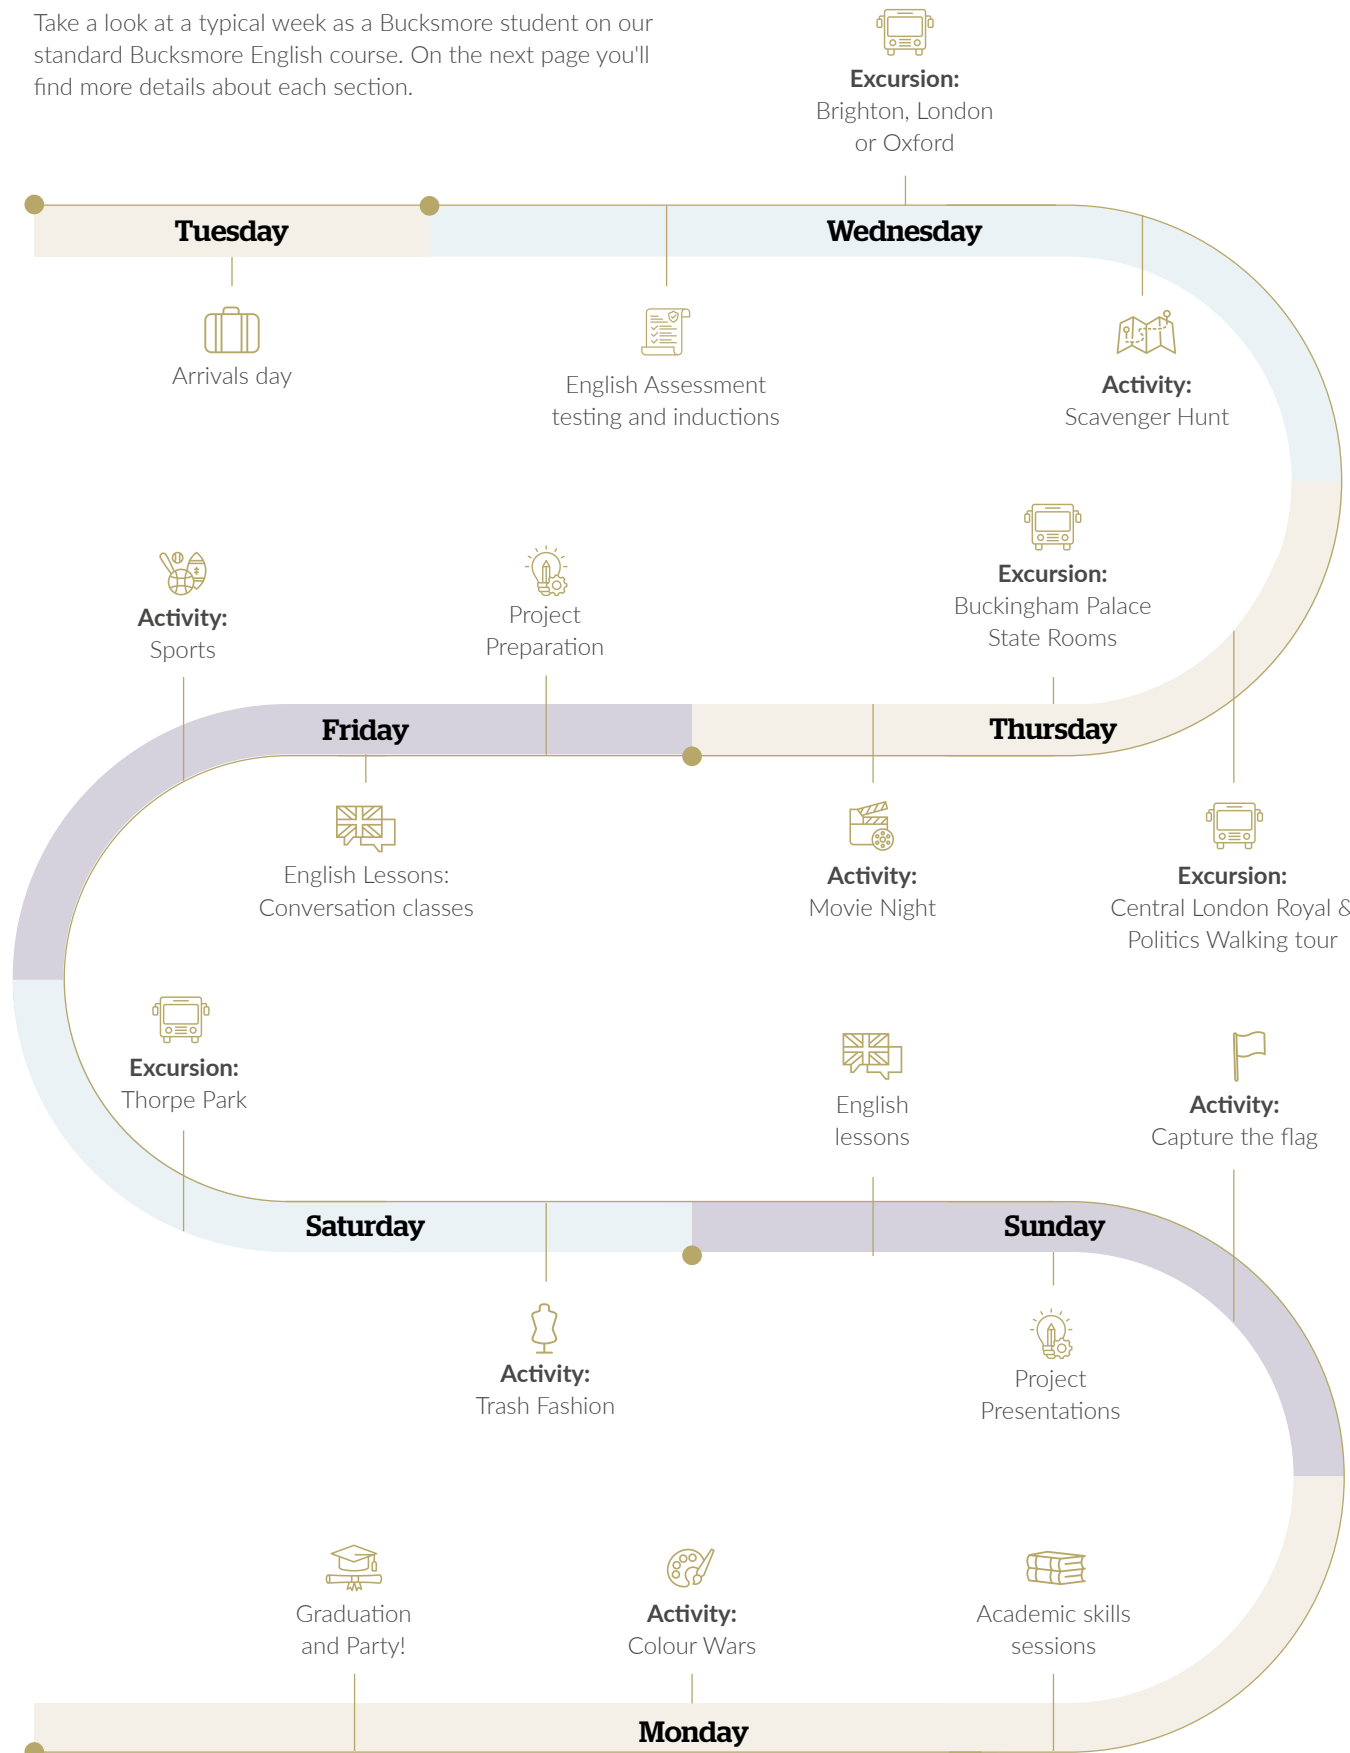 Take a look at a typical week as a Bucksmore student on our
standard Bucksmore English course. On the next page you'll
find more details about each section.
Excursion:
Brighton, London
or Oxford
Tuesday
Wednesday
Arrivals day
English Assessment
testing and inductions
Activity:
Scavenger Hunt
Excursion:
Buckingham Palace
State Rooms
Thursday
Excursion:
Central London Royal &
Politics Walking tour
Activity:
Movie Night
Project
Preparation
Friday
English Lessons:
Conversation classes
Activity:
Sports
Excursion:
Thorpe Park
Saturday
Activity:
Trash Fashion
English
lessons
Sunday
Project
Presentations
Activity:
Capture the flag
Academic skills
sessions
Activity:
Colour Wars
Monday
Graduation
and Party!